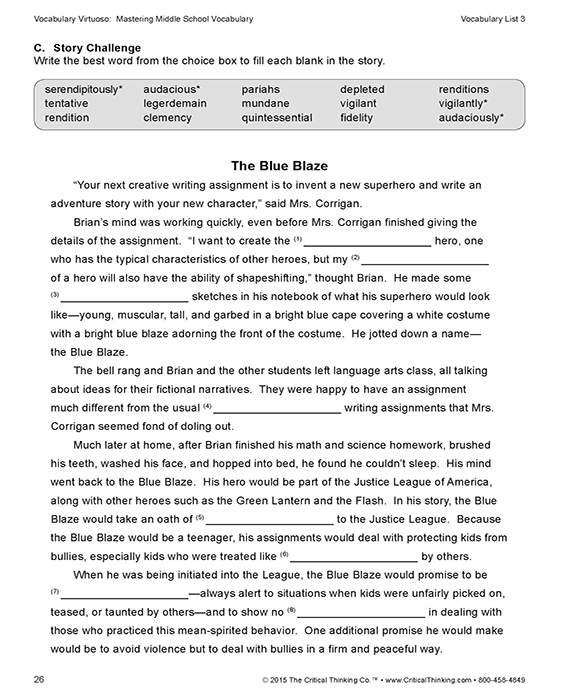 Vocabulary Virtuoso: Mastering Middle School Vocabulary Vocabulary List 3
C. Story Challenge
Write the best word from the choice box to fill each blank in the story.
serendipitously* audacious* pariahs depleted renditions
tentative legerdemain mundane vigilant vigilantly*
rendition clemency quintessential fidelity audaciously*
The Blue Blaze
“Your next creative writing assignment is to invent a new superhero and write an
adventure story with your new character,” said Mrs. Corrigan.
Brian’s mind was working quickly, even before Mrs. Corrigan finished giving the
details of the assignment. “I want to create the (1) ____________________ hero, one
who has the typical characteristics of other heroes, but my (2) ____________________
of a hero will also have the ability of shapeshifting,” thought Brian. He made some
(3) ____________________ sketches in his notebook of what his superhero would look
like—young, muscular, tall, and garbed in a bright blue cape covering a white costume
with a bright blue blaze adorning the front of the costume. He jotted down a name—
the Blue Blaze.
The bell rang and Brian and the other students left language arts class, all talking
about ideas for their fictional narratives. They were happy to have an assignment
much different from the usual (4) ____________________ writing assignments that Mrs.
Corrigan seemed fond of doling out.
Much later at home, after Brian finished his math and science homework, brushed
his teeth, washed his face, and hopped into bed, he found he couldn’t sleep. His mind
went back to the Blue Blaze. His hero would be part of the Justice League of America,
along with other heroes such as the Green Lantern and the Flash. In his story, the Blue
Blaze would take an oath of (5) ____________________ to the Justice League. Because
the Blue Blaze would be a teenager, his assignments would deal with protecting kids from
bullies, especially kids who were treated like (6) ____________________ by others.
When he was being initiated into the League, the Blue Blaze would promise to be
(7) ____________________—always alert to situations when kids were unfairly picked on,
teased, or taunted by others—and to show no (8) ____________________ in dealing with
those who practiced this mean-spirited behavior. One additional promise he would make
would be to avoid violence but to deal with bullies in a firm and peaceful way.
26 © 2015 The Critical Thinking Co.™ • www.CriticalThinking.com • 800-458-4849